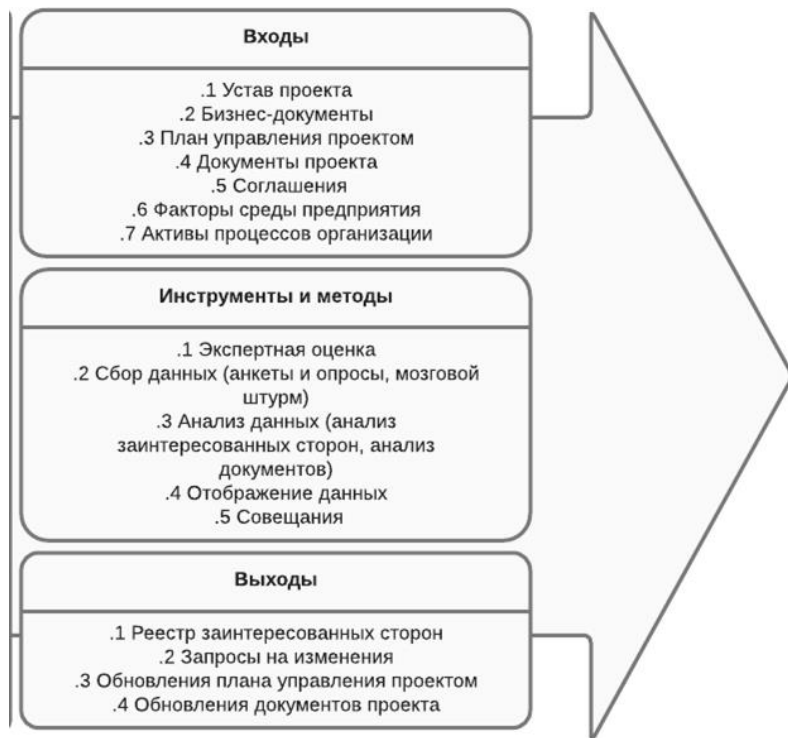 Входы
.1 Устав проекта
.2 Бизнес-документы
.3 План управления проектом
.4 Документы проекта
.5 Соглашения
.6 Факторы среды предприятия
.7 Активы процессов организации
Инструменты и методы
.1 Экспертная оценка
.2 Сбор данных (анкеты и опросы, мозговой
штурм)
.3 Анализ данных (анализ
заинтересованных сторон, анализ
документов)
.4 Отображение данных
.5 Совещания
Выходы
.1 Реестр заинтересованных сторон
.2 Запросы на изменения
.3 Обновления плана управления проектом
.4 Обновления документов проекта